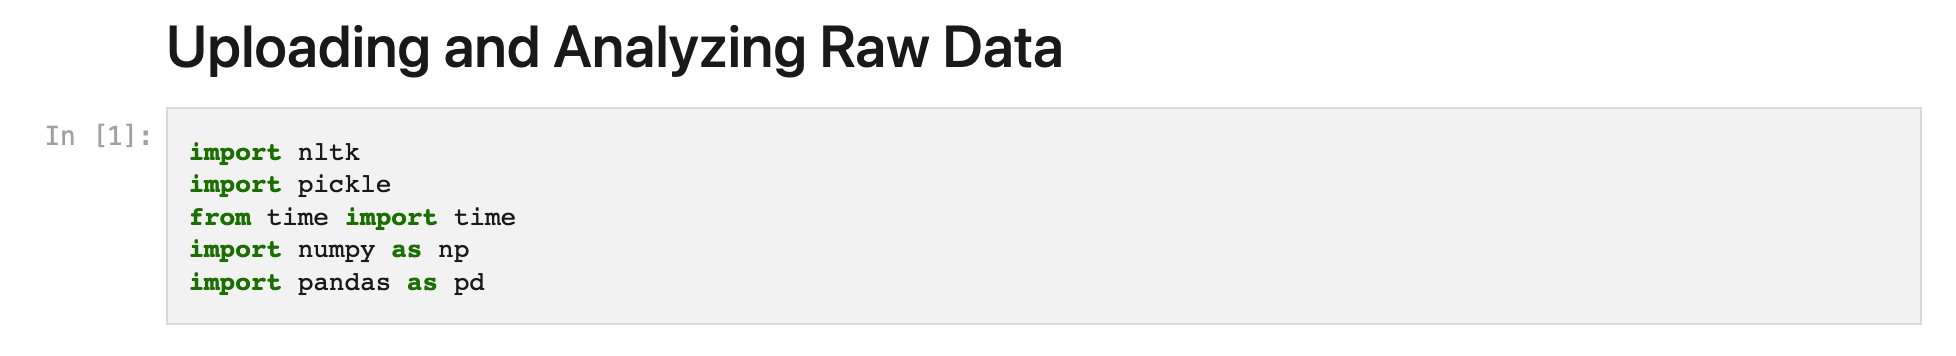 Uploading and Analyzing Raw Data
In [1]:
import nltk
import pickle
from time import time
import numpy as np
import pandas as pd